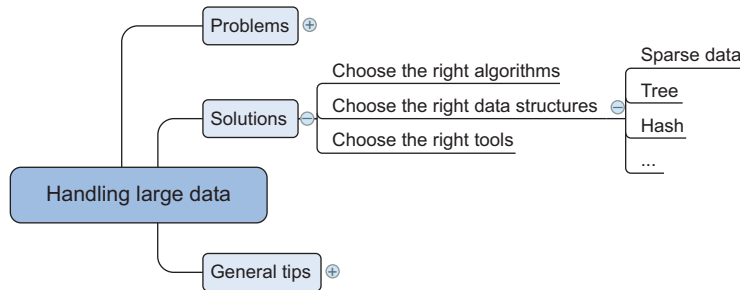 Problems
Sparse data
Choose the right algorithms
Tree
Solutions
Choose the right data structures
Hash
Choose the right tools
...
Handling large data
General tips